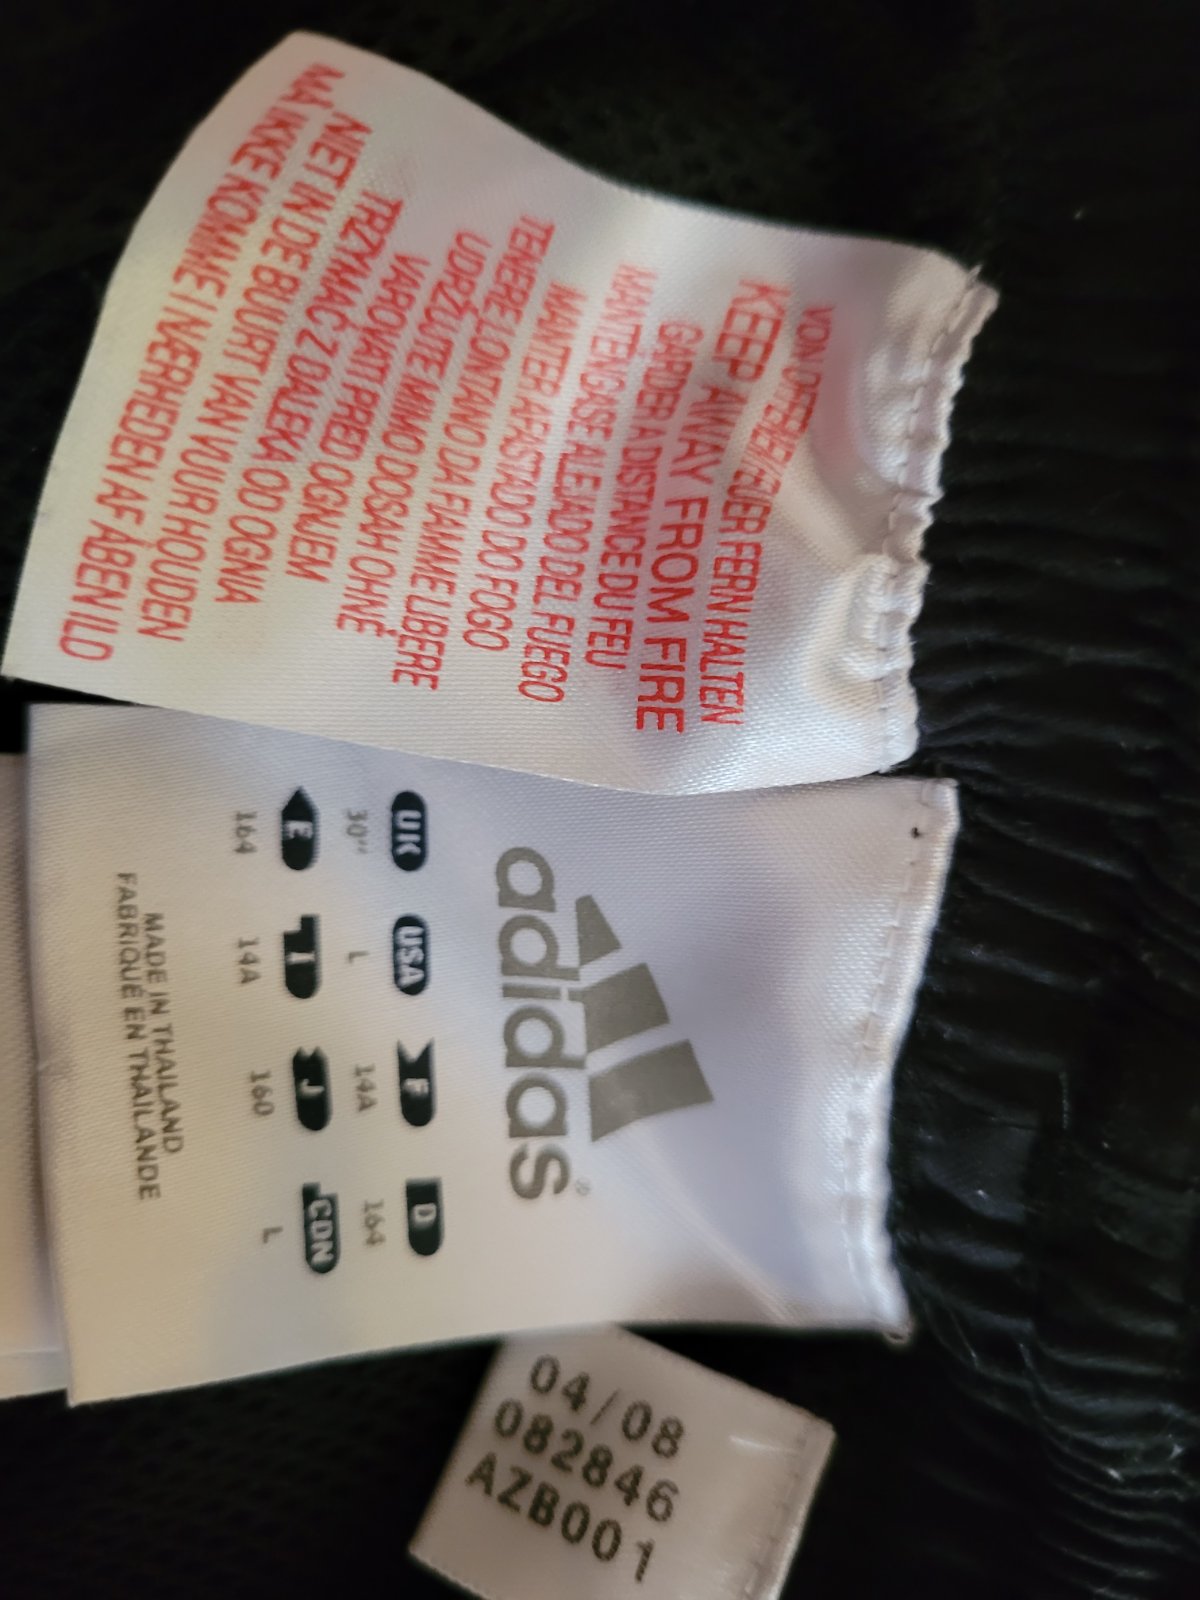 VON OFFENEM FEUER FERN HALTEN
KEEP AWAY FROM FIRE
GARDER A DISTANCE DU FEU
MANTENGASE ALEJADO DEL FUEGO
MANTER AFASTADO DO FOGO
TENERE LONTANO DA FIAMME LIBERE
UDRŽUJTE MIMO DOSAH OHNĚ
VAROVATI PRED OGNJEM
TRZYMAĆ Z DALEKA OD OGNIA
NIET IN DE BUURT VAN VUUR HOUDEN
MÅ IKKE KOMME I NÆRHEDEN AF ÅBEN ILD
adidas®
UK USA F D
30" L 14A 164
E I J CDN
164 14A 160 L
MADE IN THAILAND
FABRIQUÉ EN THAÏLANDE
04/08
082846
AZB001